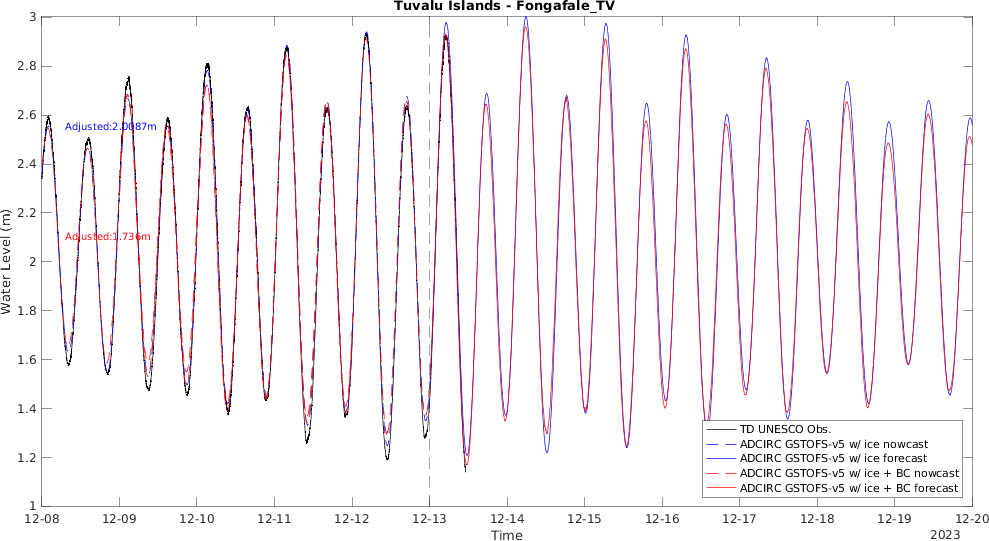 Tuvalu Islands - Fongafale_TV
Water Level (m)
3
2.8
2.6
2.4
2.2
2
1.8
1.6
1.4
1.2
1
Adjusted:2.0087m
Adjusted:1.736m
TD UNESCO Obs.
ADCIRC GSTOFS-v5 w/ ice nowcast
ADCIRC GSTOFS-v5 w/ ice forecast
ADCIRC GSTOFS-v5 w/ ice + BC nowcast
ADCIRC GSTOFS-v5 w/ ice + BC forecast
12-08 12-09 12-10 12-11 12-12 12-13 12-14 12-15 12-16 12-17 12-18 12-19 12-20
Time
2023